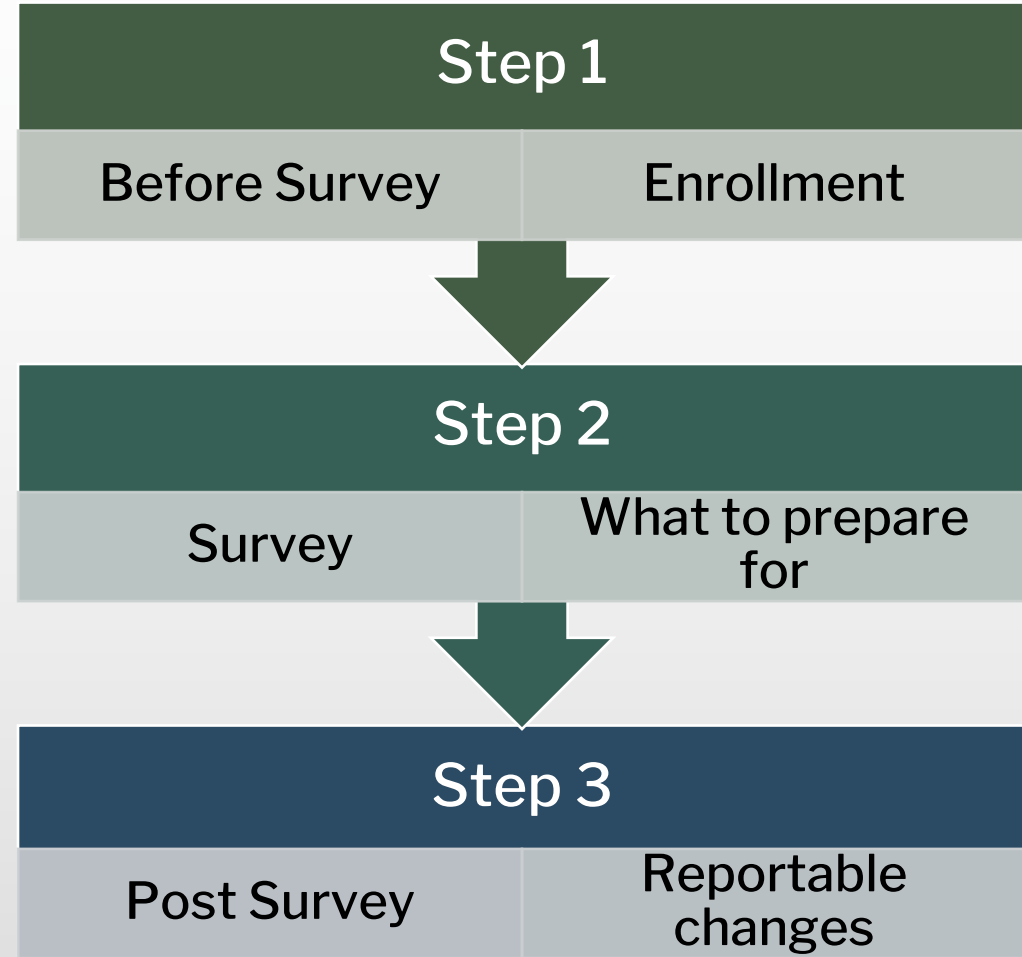 Step 1
Before Survey
Enrollment
Step 2
Survey
What to prepare
for
Step 3
Post Survey
Reportable
changes